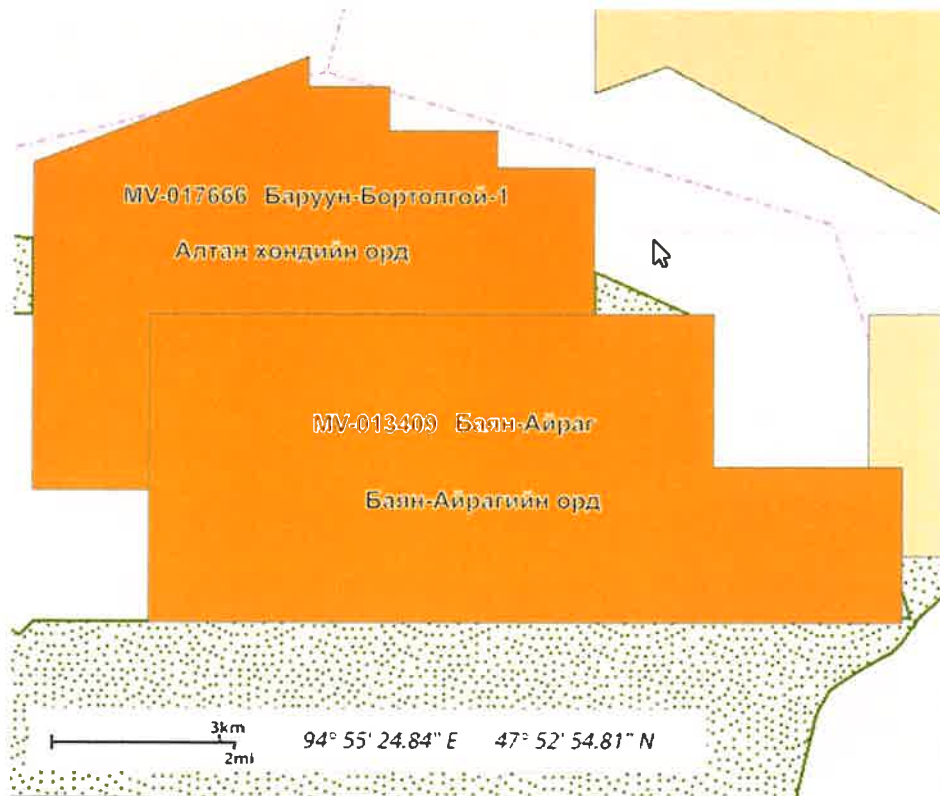 MV-017666 Баруун-Бортолгой-1
Алтан хөндийн орд
MV-013409 Баян-Айраг
Баян-Айрагийн орд
3km
2mi
94° 55' 24.84" E 47° 52' 54.81" N